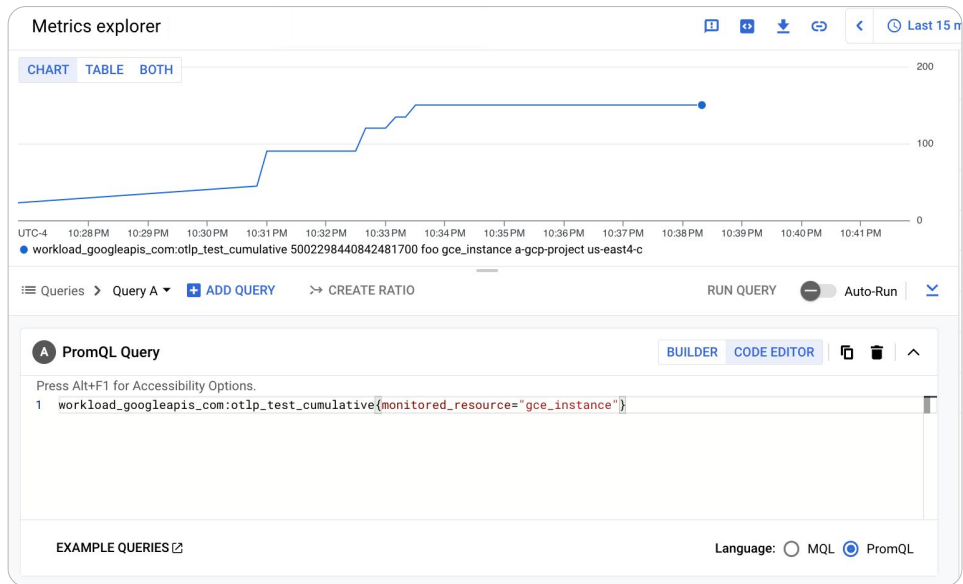 Metrics explorer
Last 15 m
CHART TABLE BOTH
200
100
0
UTC-4 10:28 PM 10:29 PM 10:30 PM 10:31 PM 10:32 PM 10:33 PM 10:34 PM 10:35 PM 10:36 PM 10:37 PM 10:38 PM 10:39 PM 10:40 PM 10:41 PM
workload_googleapis_com:otlp_test_cumulative 5002298440842481700 foo gce_instance a-gcp-project us-east4-c
Queries Query A ADD QUERY CREATE RATIO RUN QUERY Auto-Run
A PromQL Query BUILDER CODE EDITOR
Press Alt+F1 for Accessibility Options.
1 workload_googleapis_com:otlp_test_cumulative{monitored_resource="gce_instance"}
EXAMPLE QUERIES Language: MQL PromQL